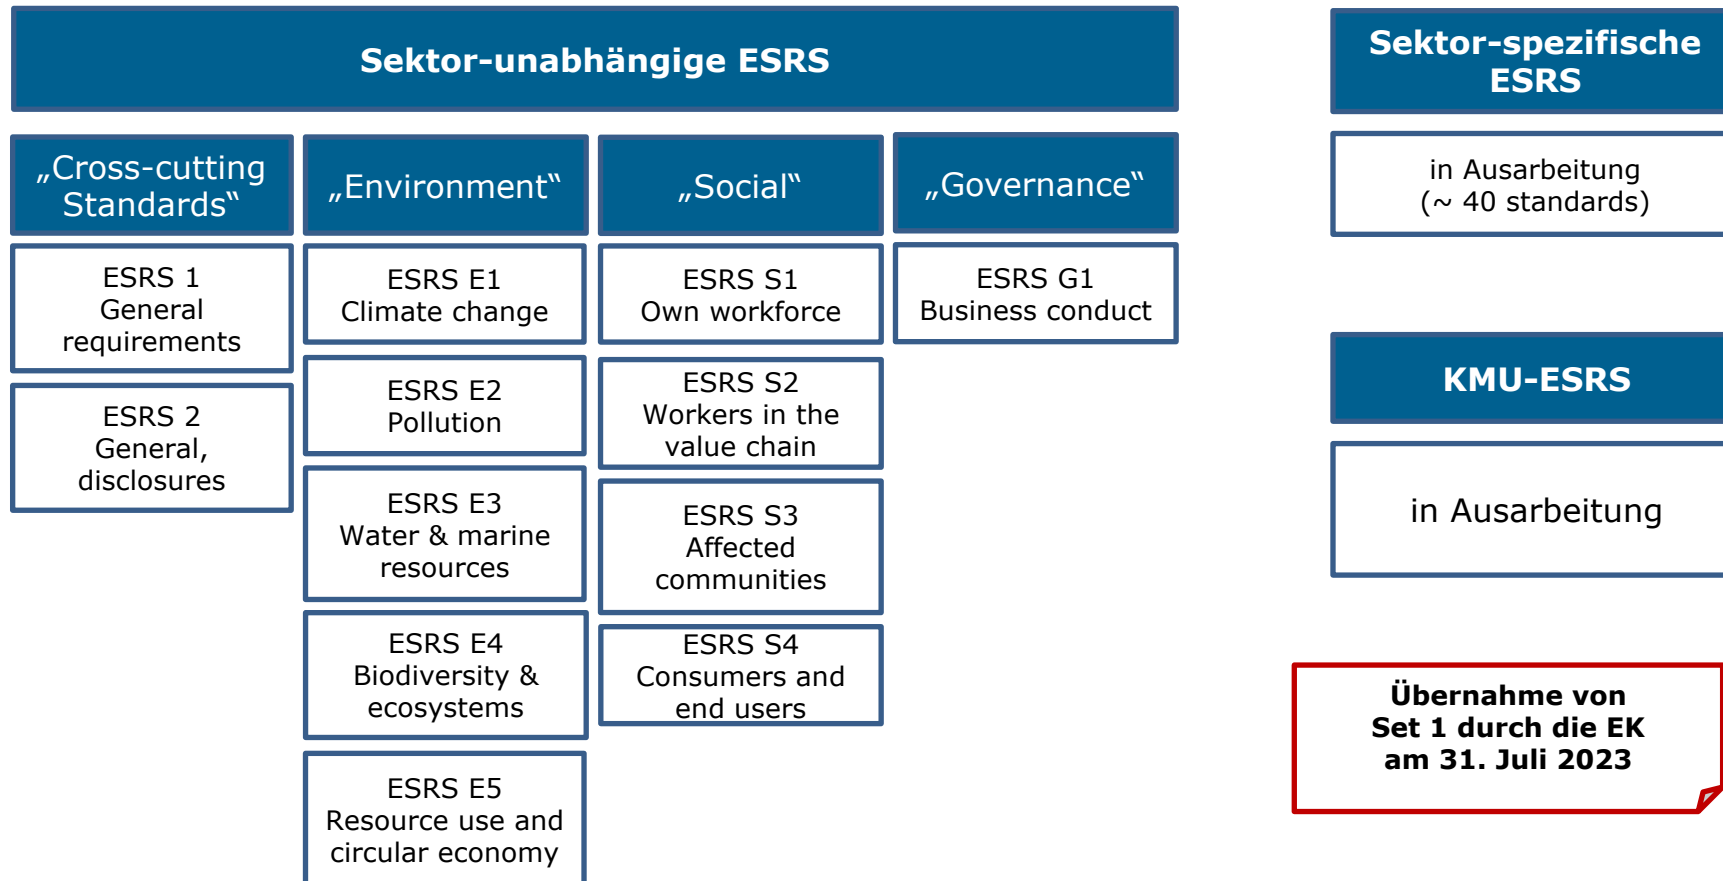 Sektor-unabhängige ESRS
„Cross-cutting
Standards“
ESRS 1
General
requirements
ESRS 2
General,
disclosures
„Environment“
ESRS E1
Climate change
ESRS E2
Pollution
ESRS E3
Water & marine
resources
ESRS E4
Biodiversity &
ecosystems
ESRS E5
Resource use and
circular economy
„Social“
ESRS S1
Own workforce
ESRS S2
Workers in the
value chain
ESRS S3
Affected
communities
ESRS S4
Consumers and
end users
„Governance“
ESRS G1
Business conduct
Sektor-spezifische
ESRS
in Ausarbeitung
(~ 40 standards)
KMU-ESRS
in Ausarbeitung
Übernahme von
Set 1 durch die EK
am 31. Juli 2023